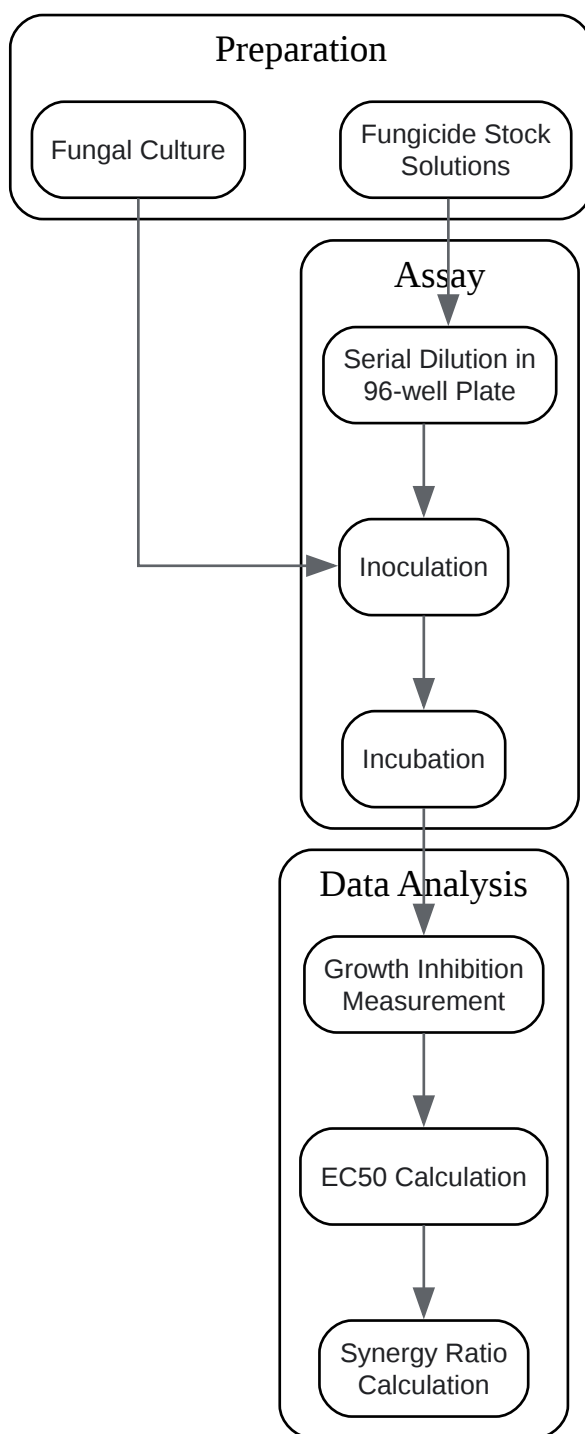 Preparation
Fungal Culture
Fungicide Stock
Solutions
Assay
Serial Dilution in
96-well Plate
Inoculation
Incubation
Data Analysis
Growth Inhibition
Measurement
EC50 Calculation
Synergy Ratio
Calculation